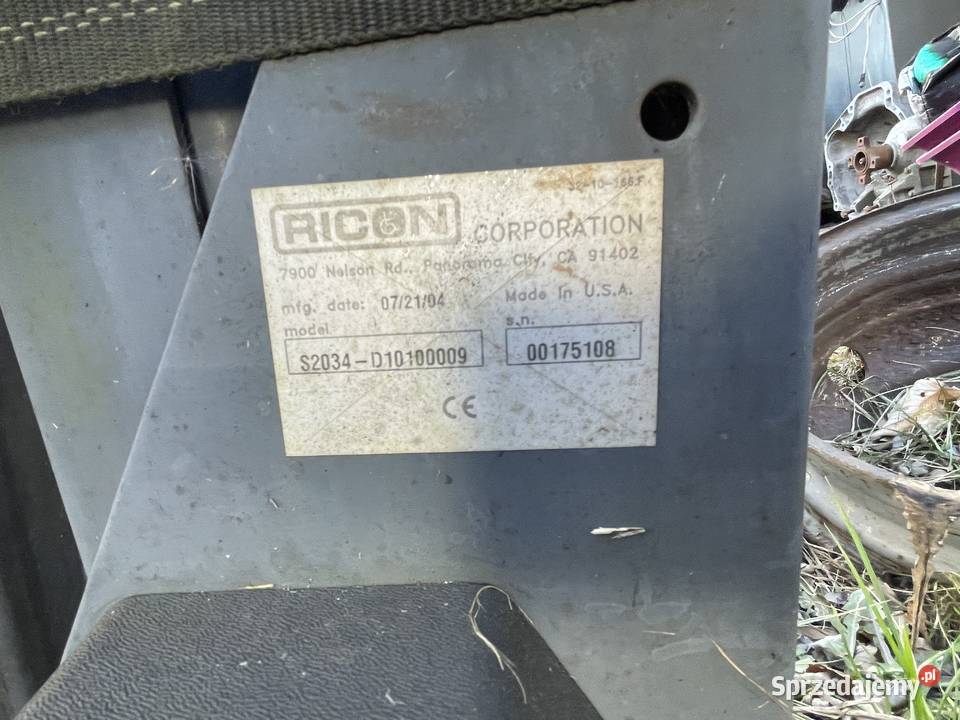 32-10-166.F
RICON CORPORATION
7900 Nelson Rd., Panorama City, CA 91402
mfg. date: 07/21/04 Made In U.S.A.
model s.n.
S2034-D10100009 00175108
CE
Sprzedajemy.pl